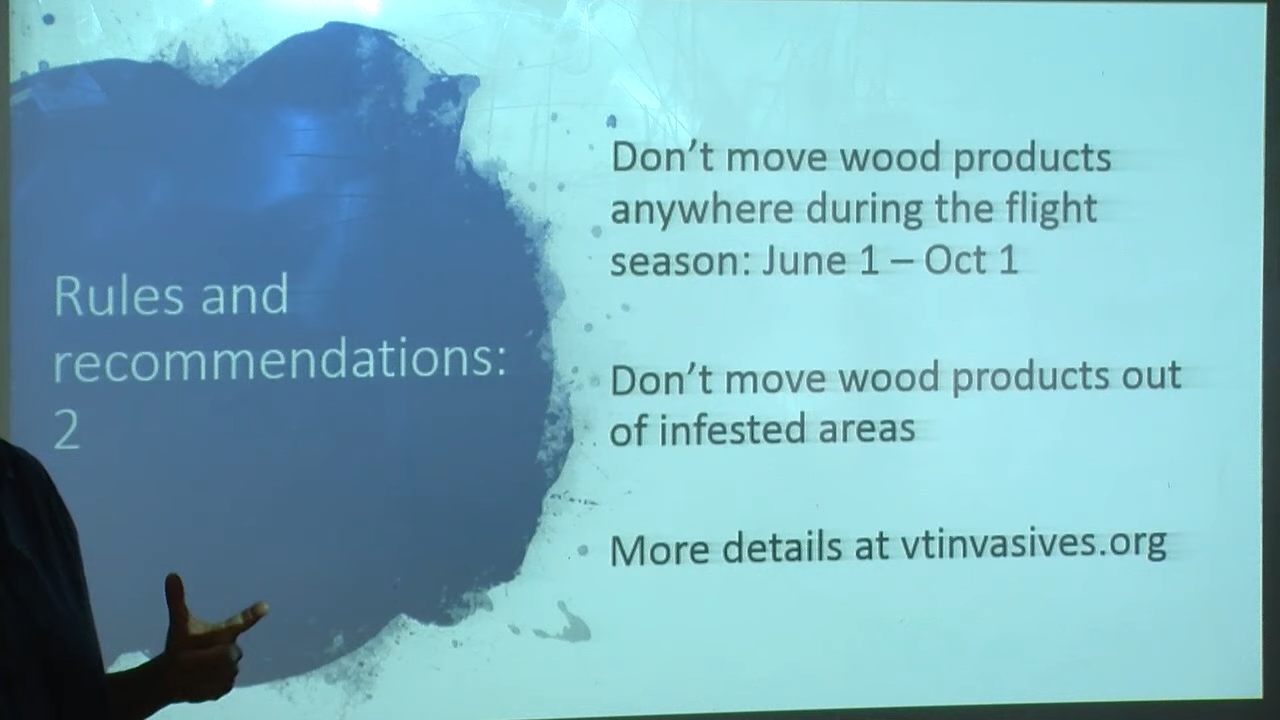 Rules and
recommendations:
2
Don’t move wood products
anywhere during the flight
season: June 1 – Oct 1
Don’t move wood products out
of infested areas
More details at vtinvasives.org